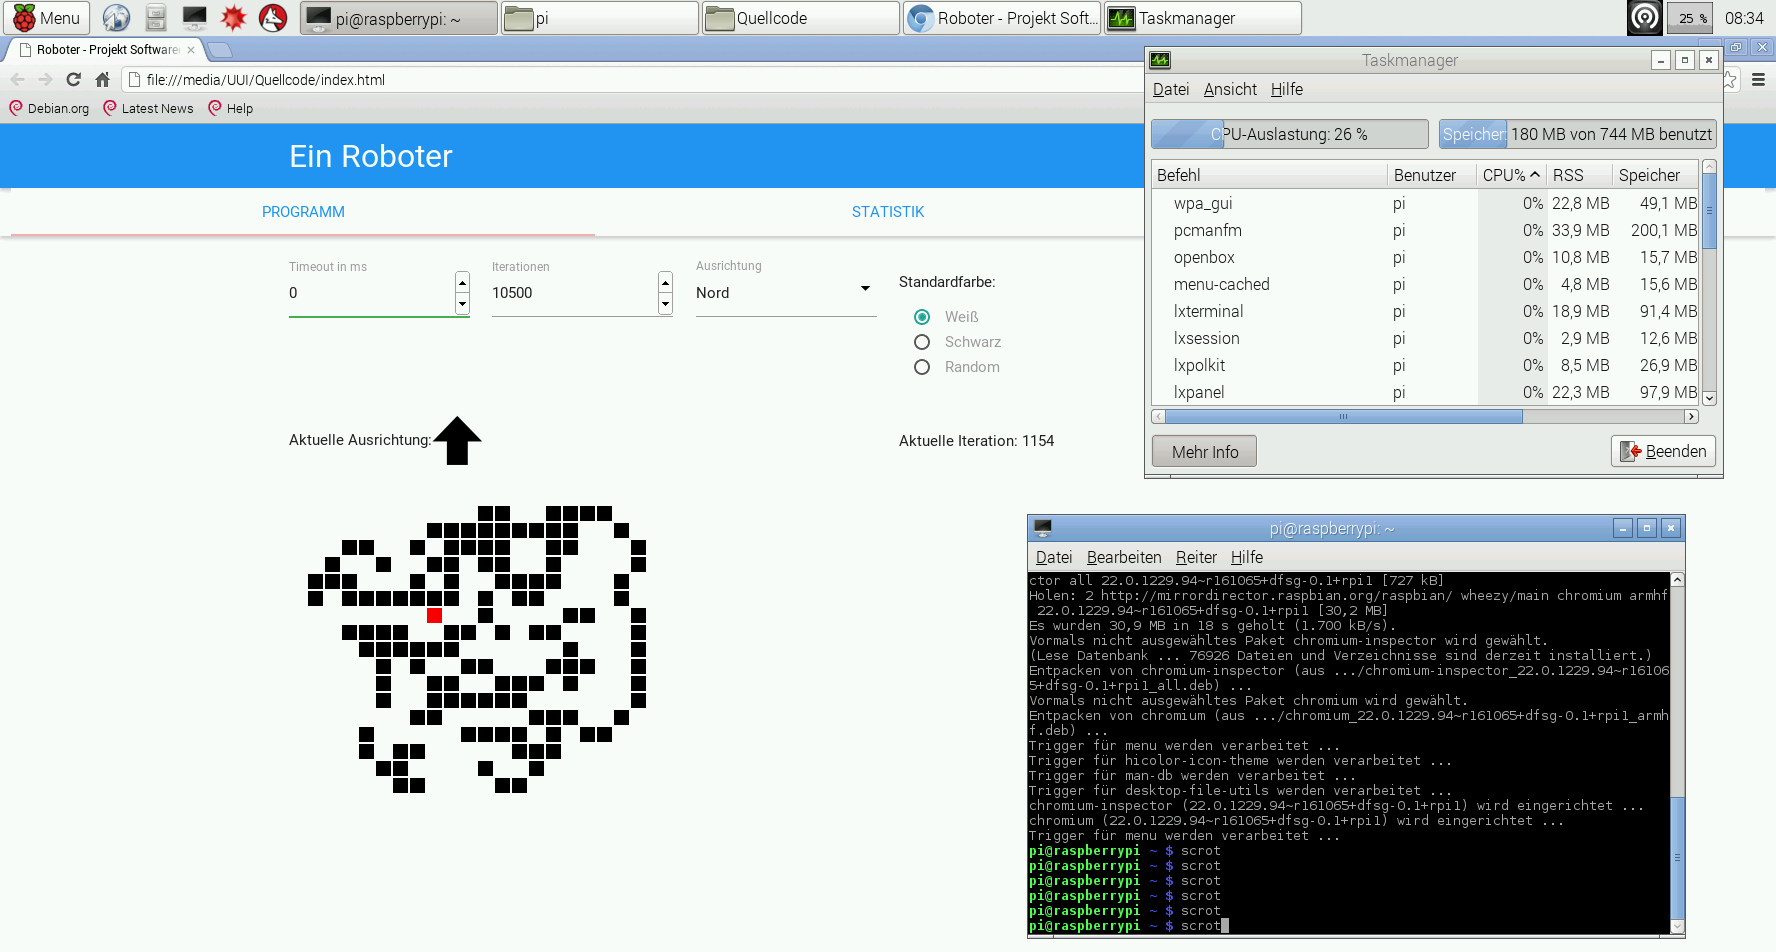 Menu
pi@raspberrypi: ~
pi
Quellcode
Roboter - Projekt Soft...
Taskmanager
25 %
08:34
Roboter - Projekt Software
file:///media/UUI/Quellcode/index.html
Debian.org
Latest News
Help
Ein Roboter
PROGRAMM
STATISTIK
Timeout in ms
0
Iterationen
10500
Ausrichtung
Nord
Standardfarbe:
Weiß
Schwarz
Random
Aktuelle Ausrichtung:
Aktuelle Iteration: 1154
Taskmanager
Datei Ansicht Hilfe
CPU-Auslastung: 26 %
Speicher: 180 MB von 744 MB benutzt
Befehl Benutzer CPU% RSS Speicher
wpa_gui pi 0% 22,8 MB 49,1 MB
pcmanfm pi 0% 33,9 MB 200,1 MB
openbox pi 0% 10,8 MB 15,7 MB
menu-cached pi 0% 4,8 MB 15,6 MB
lxterminal pi 0% 18,9 MB 91,4 MB
lxsession pi 0% 2,9 MB 12,6 MB
lxpolkit pi 0% 8,5 MB 26,9 MB
lxpanel pi 0% 22,3 MB 97,9 MB
Mehr Info
Beenden
pi@raspberrypi: ~
Datei Bearbeiten Reiter Hilfe
ctor all 22.0.1229.94~r161065+dfsg-0.1+rpi1 [727 kB]
Holen: 2 http://mirrordirector.raspbian.org/raspbian/ wheezy/main chromium armhf
22.0.1229.94~r161065+dfsg-0.1+rpi1 [30,2 MB]
Es wurden 30,9 MB in 18 s geholt (1.700 kB/s).
Vormals nicht ausgewähltes Paket chromium-inspector wird gewählt.
(Lese Datenbank ... 76926 Dateien und Verzeichnisse sind derzeit installiert.)
Entpacken von chromium-inspector (aus .../chromium-inspector_22.0.1229.94~r16106
5+dfsg-0.1+rpi1_all.deb) ...
Vormals nicht ausgewähltes Paket chromium wird gewählt.
Entpacken von chromium (aus .../chromium_22.0.1229.94~r161065+dfsg-0.1+rpi1_armh
f.deb) ...
Trigger für menu werden verarbeitet ...
Trigger für hicolor-icon-theme werden verarbeitet ...
Trigger für man-db werden verarbeitet ...
Trigger für desktop-file-utils werden verarbeitet ...
chromium-inspector (22.0.1229.94~r161065+dfsg-0.1+rpi1) wird eingerichtet ...
chromium (22.0.1229.94~r161065+dfsg-0.1+rpi1) wird eingerichtet ...
Trigger für menu werden verarbeitet ...
pi@raspberrypi ~ $ scrot
pi@raspberrypi ~ $ scrot
pi@raspberrypi ~ $ scrot
pi@raspberrypi ~ $ scrot
pi@raspberrypi ~ $ scrot
pi@raspberrypi ~ $ scrot